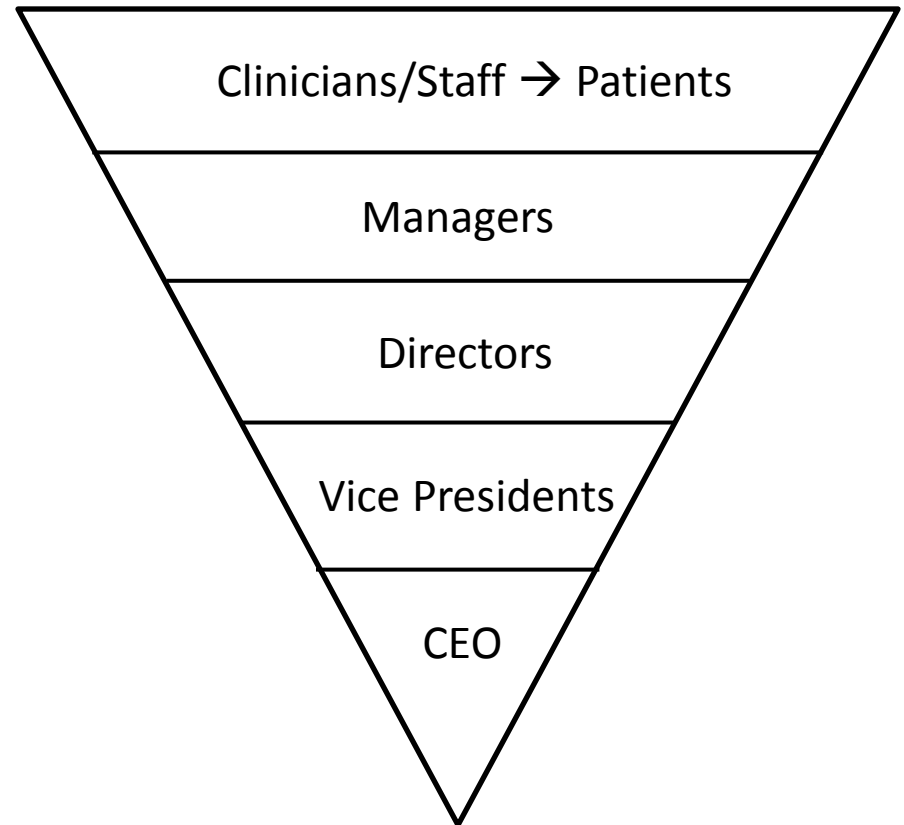 Clinicians/Staff → Patients
Managers
Directors
Vice Presidents
CEO